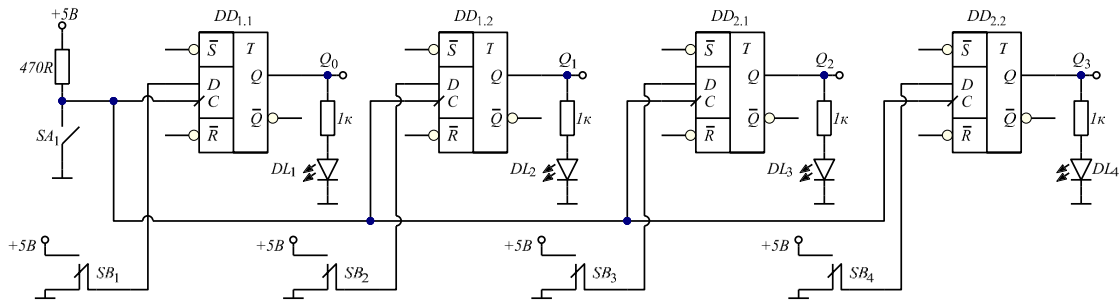 +5В
470R
SA1
DD1.1
S
D
C
R
T
Q
Q
Q0
1к
DL1
DD1.2
S
D
C
R
T
Q
Q
Q1
1к
DL2
DD2.1
S
D
C
R
T
Q
Q
Q2
1к
DL3
DD2.2
S
D
C
R
T
Q
Q
Q3
1к
DL4
+5В
SB1
+5В
SB2
+5В
SB3
+5В
SB4